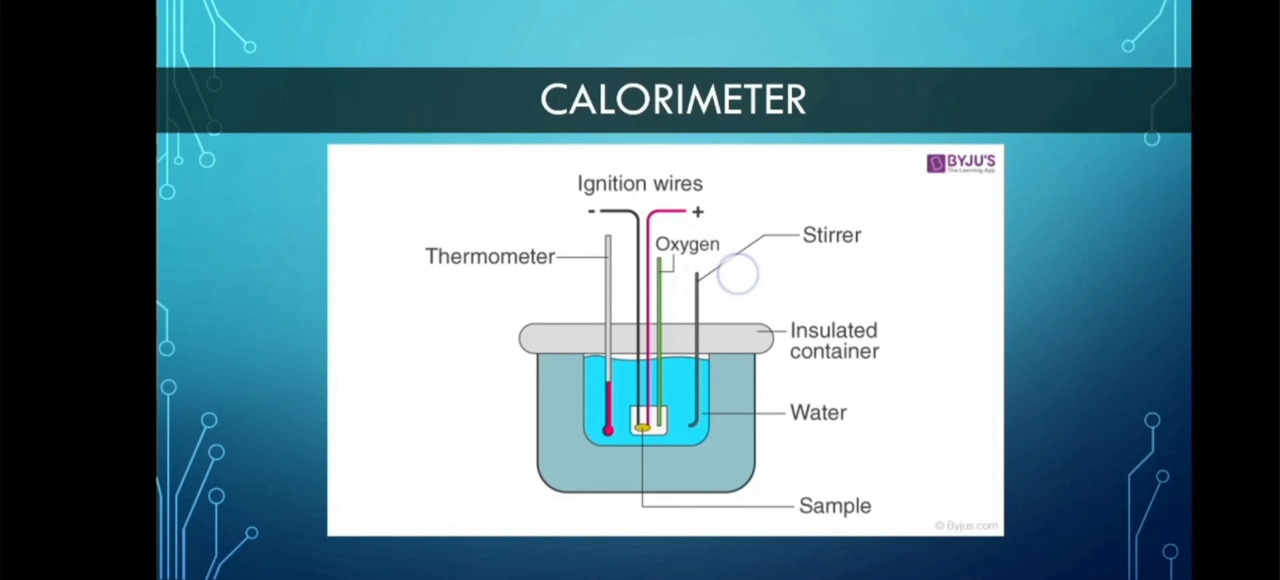 CALORIMETER
BYJU'S
The Learning App
Ignition wires
- +
Oxygen
Stirrer
Thermometer
Insulated
container
Water
Sample
© Byjus.com